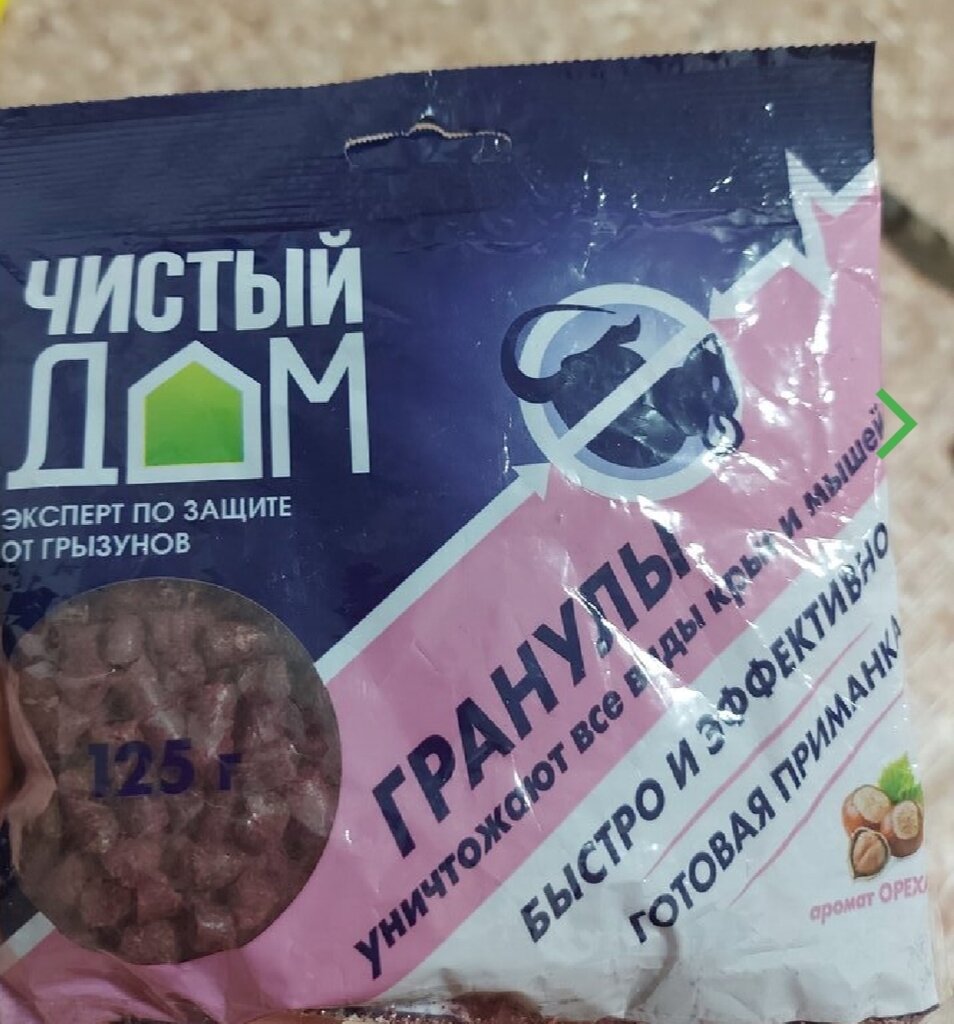 ЧИСТЫЙ
ДОМ
ЭКСПЕРТ ПО ЗАЩИТЕ
ОТ ГРЫЗУНОВ
125 г
ГРАНУЛЫ
уничтожают все виды крыс и мышей
БЫСТРО И ЭФФЕКТИВНО
ГОТОВАЯ ПРИМАНКА
аромат ОРЕХА